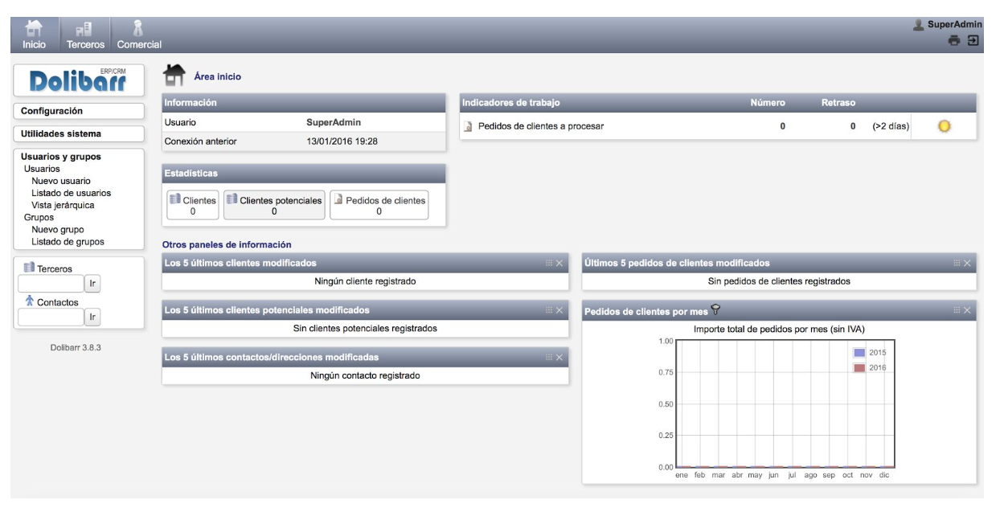 SuperAdmin
Inicio Terceros Comercial
ERP/CRM
Dolibarr
Configuración
Utilidades sistema
Usuarios y grupos
Usuarios
Nuevo usuario
Listado de usuarios
Vista jerárquica
Grupos
Nuevo grupo
Listado de grupos
Terceros
Ir
Contactos
Ir
Dolibarr 3.8.3
Área inicio
Información
Usuario SuperAdmin
Conexión anterior 13/01/2016 19:28
Indicadores de trabajo Número Retraso
Pedidos de clientes a procesar 0 0 (>2 días)
Estadísticas
Clientes
0
Clientes potenciales
0
Pedidos de clientes
0
Otros paneles de información
Los 5 últimos clientes modificados
Ningún cliente registrado
Los 5 últimos clientes potenciales modificados
Sin clientes potenciales registrados
Los 5 últimos contactos/direcciones modificadas
Ningún contacto registrado
Últimos 5 pedidos de clientes modificados
Sin pedidos de clientes registrados
Pedidos de clientes por mes
Importe total de pedidos por mes (sin IVA)
1.00
0.75
0.50
0.25
0.00
2015
2016
ene feb mar abr may jun jul ago sep oct nov dic